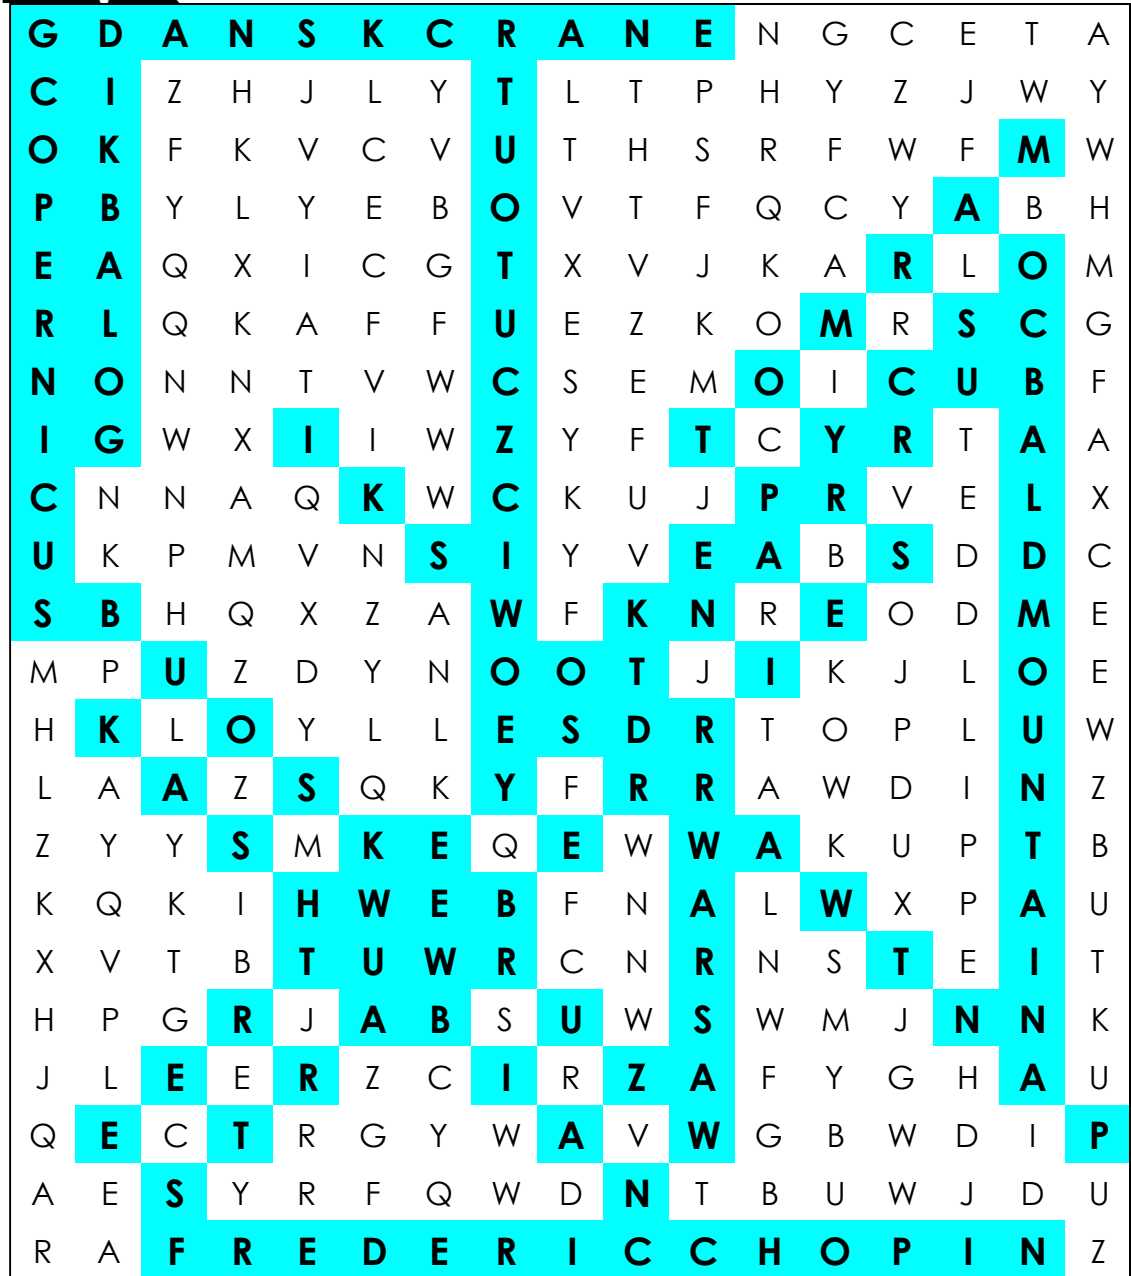 G D A N S K C R A N E N G C E T A
C I Z H J L Y T L T P H Y Z J W Y
O K F K V C V U T H S R F W F M W
P B Y L Y E B O V T F Q C Y A B H
E A Q X I C G T X V J K A R L O M
R L Q K A F F U E Z K O M R S C G
N O N N T V W C S E M O I C U B F
I G W X I I W Z Y F T C Y R T A A
C N N A Q K W C K U J P R V E L X
U K P M V N S I Y V E A B S D D C
S B H Q X Z A W F K N R E O D M E
M P U Z D Y N O O T J I K J L O E
H K L O Y L L E S D R T O P L U W
L A A Z S Q K Y F R R A W D I N Z
Z Y Y S M K E Q E W W A K U P T B
K Q K I H W E B F N A L W X P A U
X V T B T U W R C N R N S T E I T
H P G R J A B S U W S W M J N N K
J L E E R Z C I R Z A F Y G H A U
Q E C T R G Y W A V W G B W D I P
A E S Y R F Q W D N T B U W J D U
R A F R E D E R I C C H O P I N Z